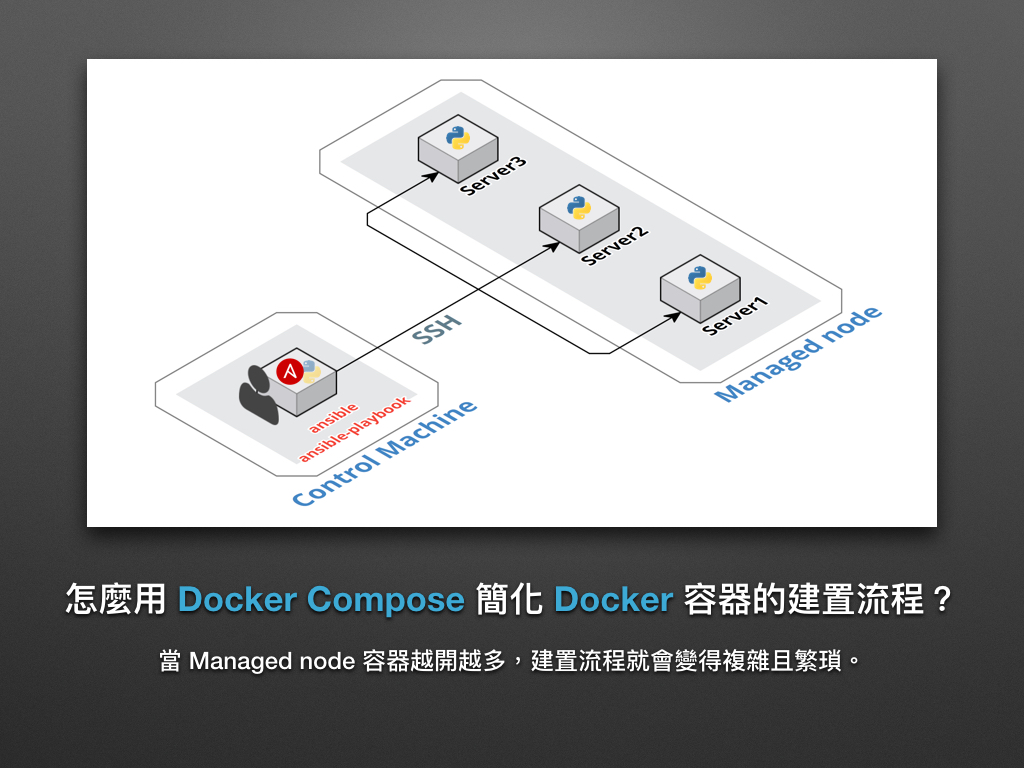 Server3
Server2
Server1
Managed node
SSH
ansible
ansible-playbook
Control Machine
怎麼用 Docker Compose 簡化 Docker 容器的建置流程？
當 Managed node 容器越開越多，建置流程就會變得複雜且繁瑣。